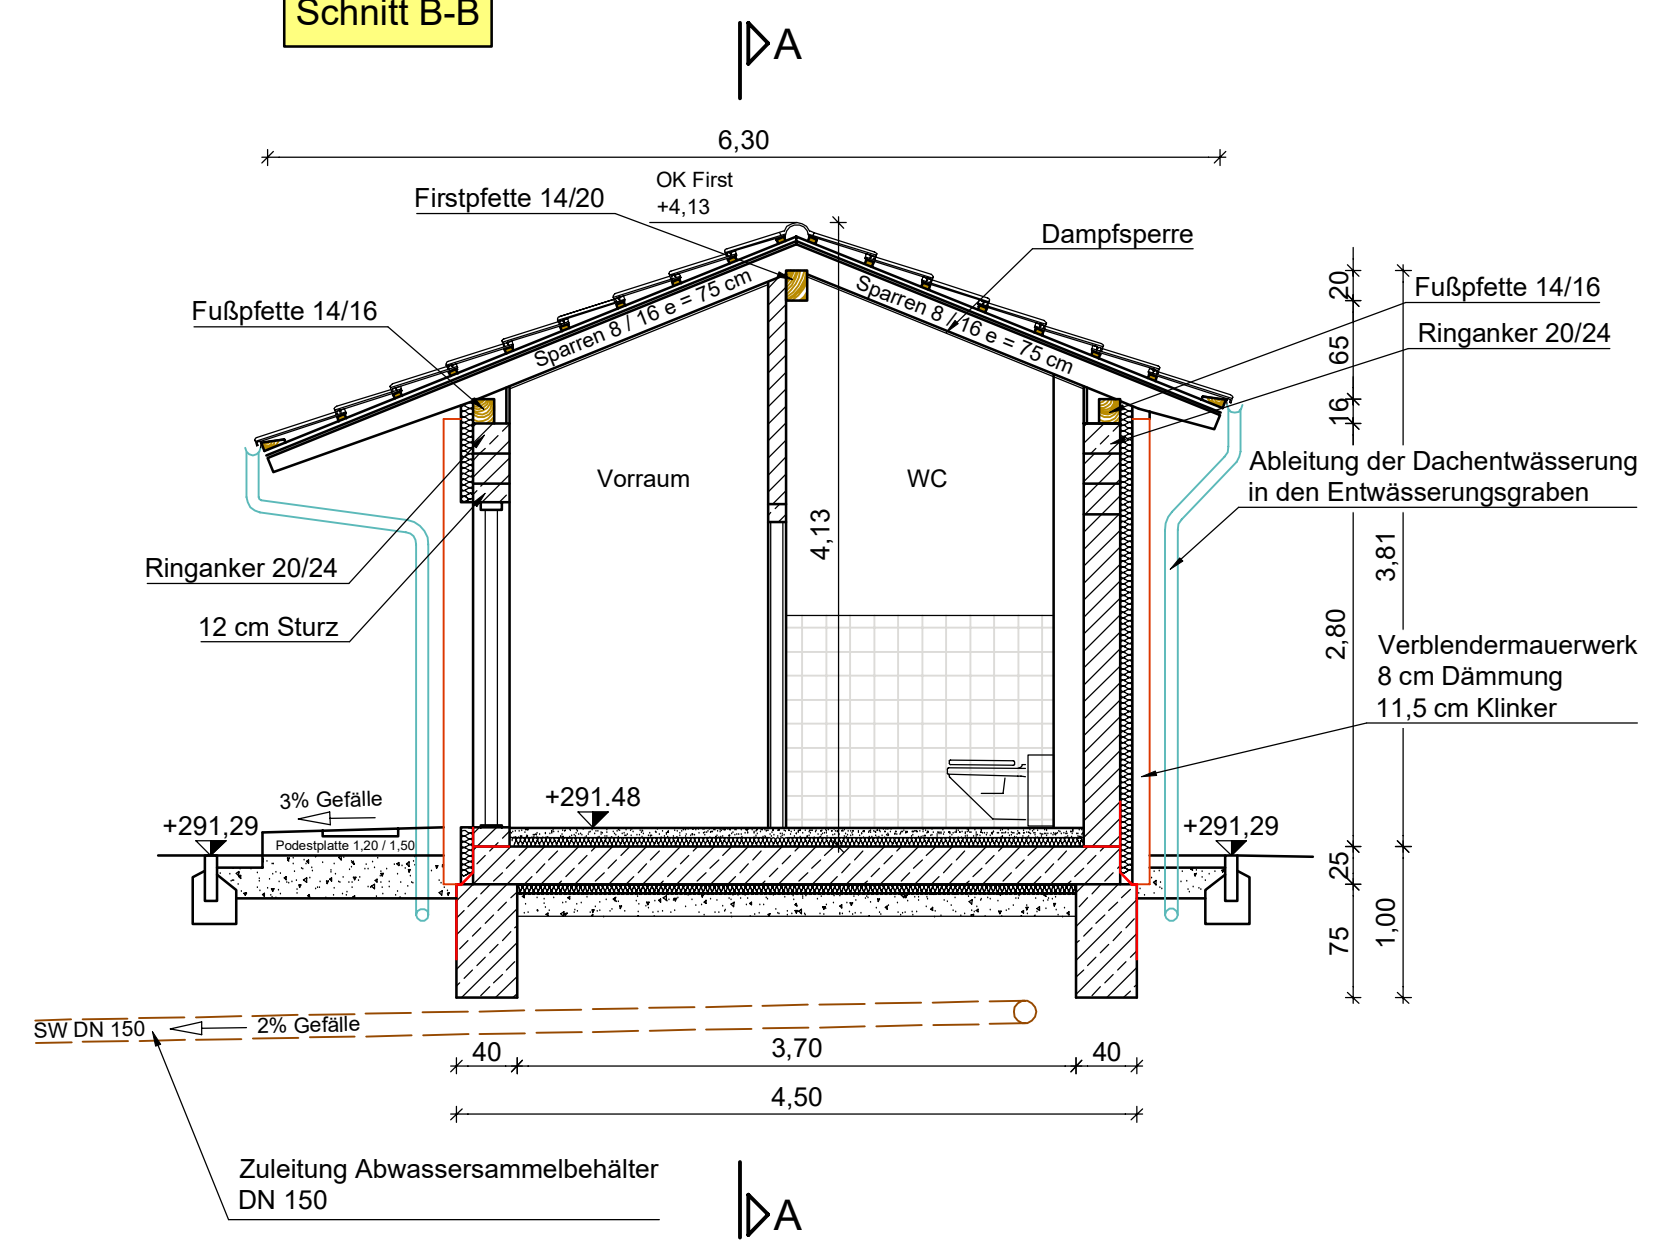 Schnitt B-B
A
6,30
OK First
+4,13
Firstpfette 14/20
Dampfsperre
Fußpfette 14/16
Sparren 8 / 16 e = 75 cm
Sparren 8 / 16 e = 75 cm
Fußpfette 14/16
Ringanker 20/24
20
65
16
Vorraum
WC
Ableitung der Dachentwässerung
in den Entwässerungsgraben
4,13
3,81
2,80
Ringanker 20/24
12 cm Sturz
Verblendermauerwerk
8 cm Dämmung
11,5 cm Klinker
3% Gefälle
+291.48
+291,29
+291,29
Podestplatte 1,20 / 1,50
25
75
1,00
SW DN 150
2% Gefälle
40
3,70
40
4,50
Zuleitung Abwassersammelbehälter
DN 150
A